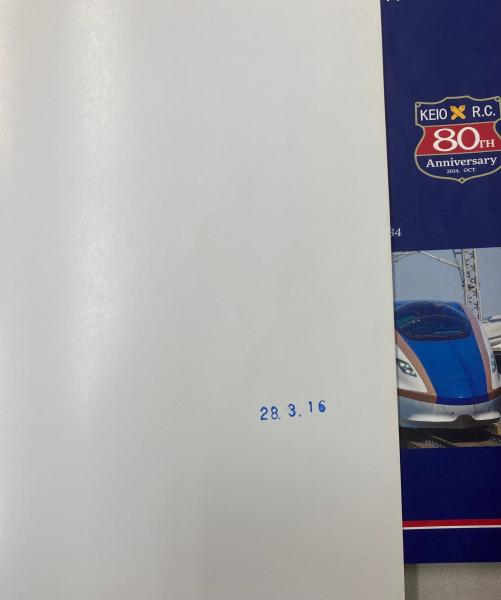 KEIO R.C.
80TH
Anniversary
2014. OCT.
34
28.3.16